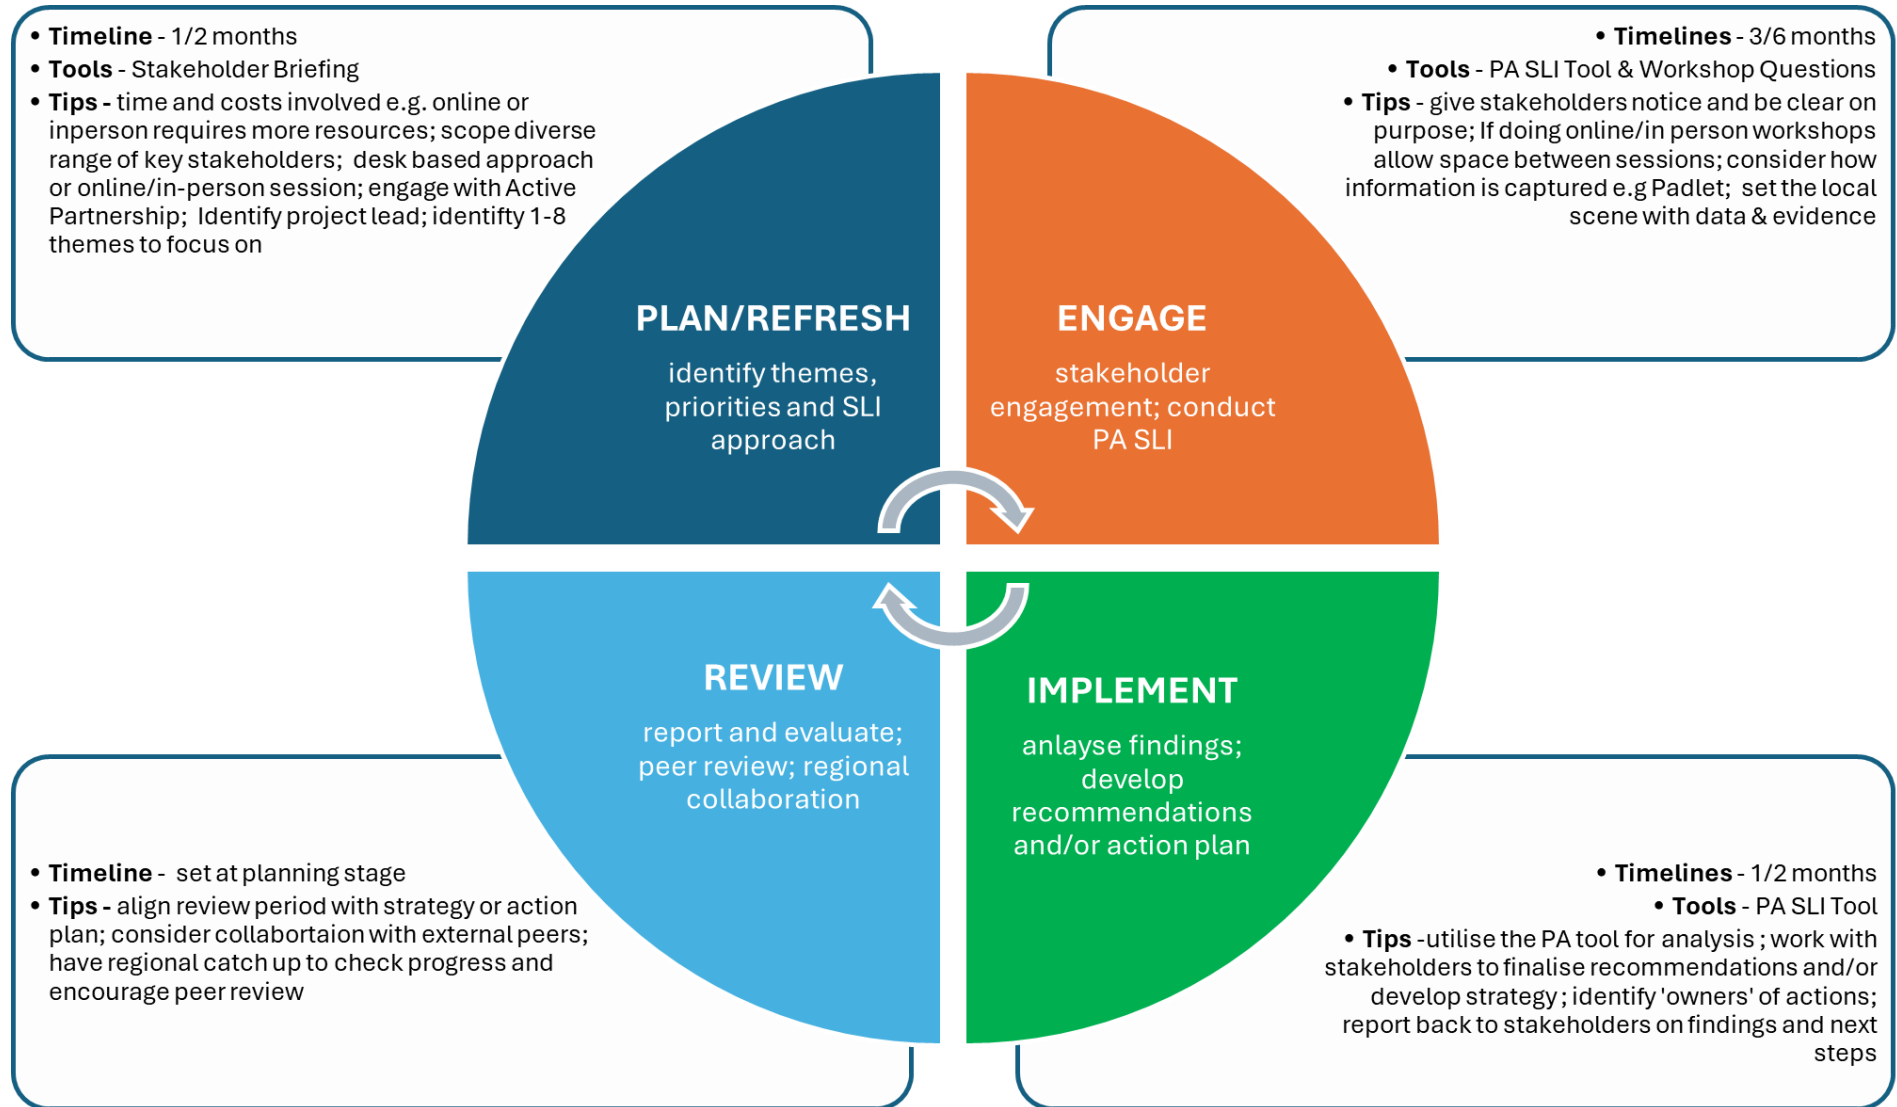 • Timeline - 1/2 months
• Tools - Stakeholder Briefing
• Tips - time and costs involved e.g. online or
inperson requires more resources; scope diverse
range of key stakeholders; desk based approach
or online/in-person session; engage with Active
Partnership; Identify project lead; identifty 1-8
themes to focus on
• Timelines - 3/6 months
• Tools - PA SLI Tool & Workshop Questions
• Tips - give stakeholders notice and be clear on
purpose; If doing online/in person workshops
allow space between sessions; consider how
information is captured e.g Padlet; set the local
scene with data & evidence
PLAN/REFRESH
identify themes,
priorities and SLI
approach
ENGAGE
stakeholder
engagement; conduct
PA SLI
REVIEW
report and evaluate;
peer review; regional
collaboration
IMPLEMENT
anlayse findings;
develop
recommendations
and/or action plan
• Timeline - set at planning stage
• Tips - align review period with strategy or action
plan; consider collabortaion with external peers;
have regional catch up to check progress and
encourage peer review
• Timelines - 1/2 months
• Tools - PA SLI Tool
• Tips -utilise the PA tool for analysis ; work with
stakeholders to finalise recommendations and/or
develop strategy ; identify 'owners' of actions;
report back to stakeholders on findings and next
steps